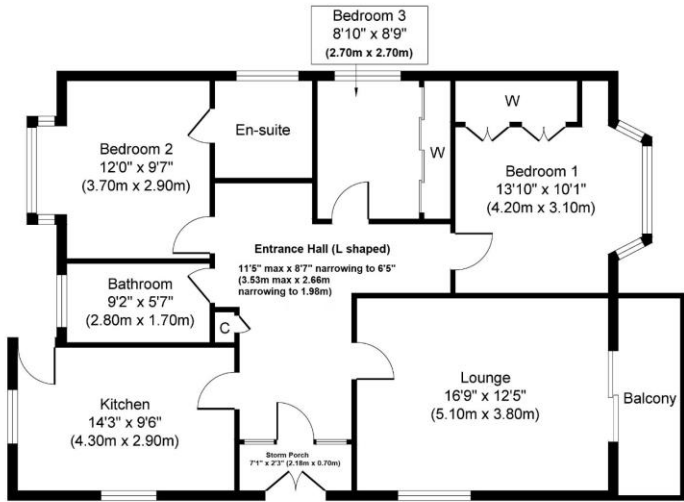 Bedroom 3
8'10" x 8'9"
(2.70m x 2.70m)
W
En-suite
Bedroom 2
12'0" x 9'7"
(3.70m x 2.90m)
W
Bedroom 1
13'10" x 10'1"
(4.20m x 3.10m)
Entrance Hall (L shaped)
11'5" max x 8'7" narrowing to 6'5"
(3.53m max x 2.66m
narrowing to 1.98m)
Bathroom
9'2" x 5'7"
(2.80m x 1.70m)
C
Lounge
16'9" x 12'5"
(5.10m x 3.80m)
Balcony
Kitchen
14'3" x 9'6"
(4.30m x 2.90m)
Storm Porch
7'1" x 2'3" (2.18m x 0.70m)